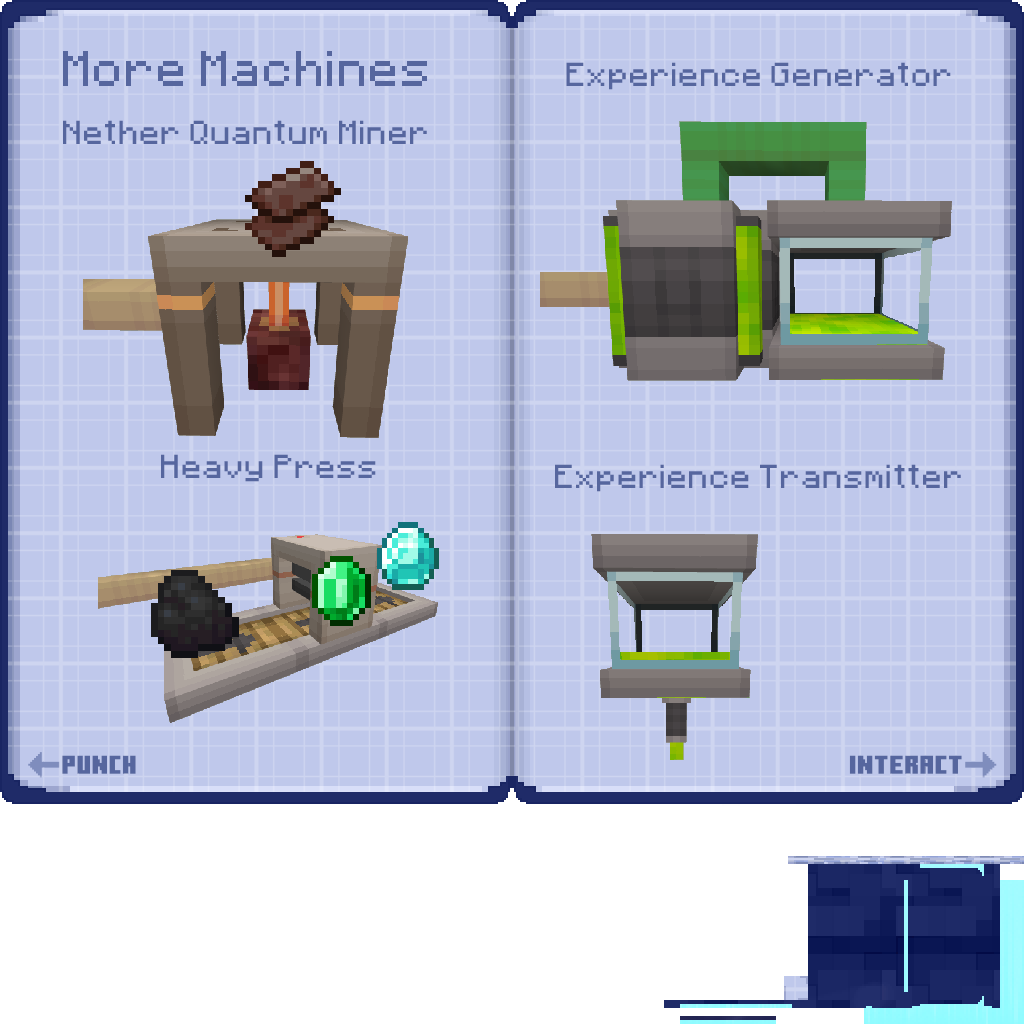 More Machines
Nether Quantum Miner
Heavy Press
PUNCH
Experience Generator
Experience Transmitter
INTERACT